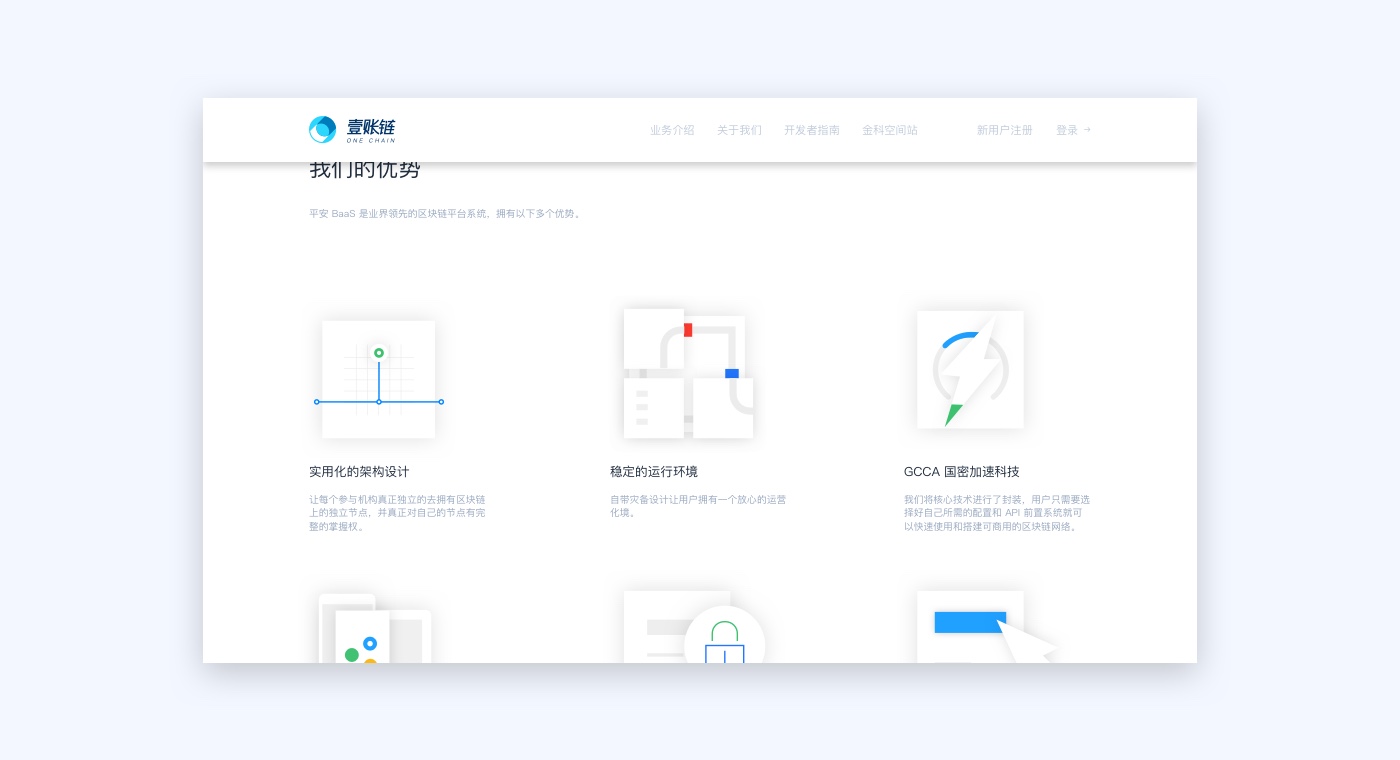 壹账链
ONE CHAIN
业务介绍 关于我们 开发者指南 金科空间站 新用户注册 登录 →
我们的优势
平安 BaaS 是业界领先的区块链平台系统，拥有以下多个优势。
实用化的架构设计
让每个参与机构真正独立的去拥有区块链
上的独立节点，并真正对自己的节点有完
整的掌握权。
稳定的运行环境
自带灾备设计让用户拥有一个放心的运营
化境。
GCCA 国密加速科技
我们将核心技术进行了封装，用户只需要选
择好自己所需的配置和 API 前置系统就可
以快速使用和搭建可商用的区块链网络。